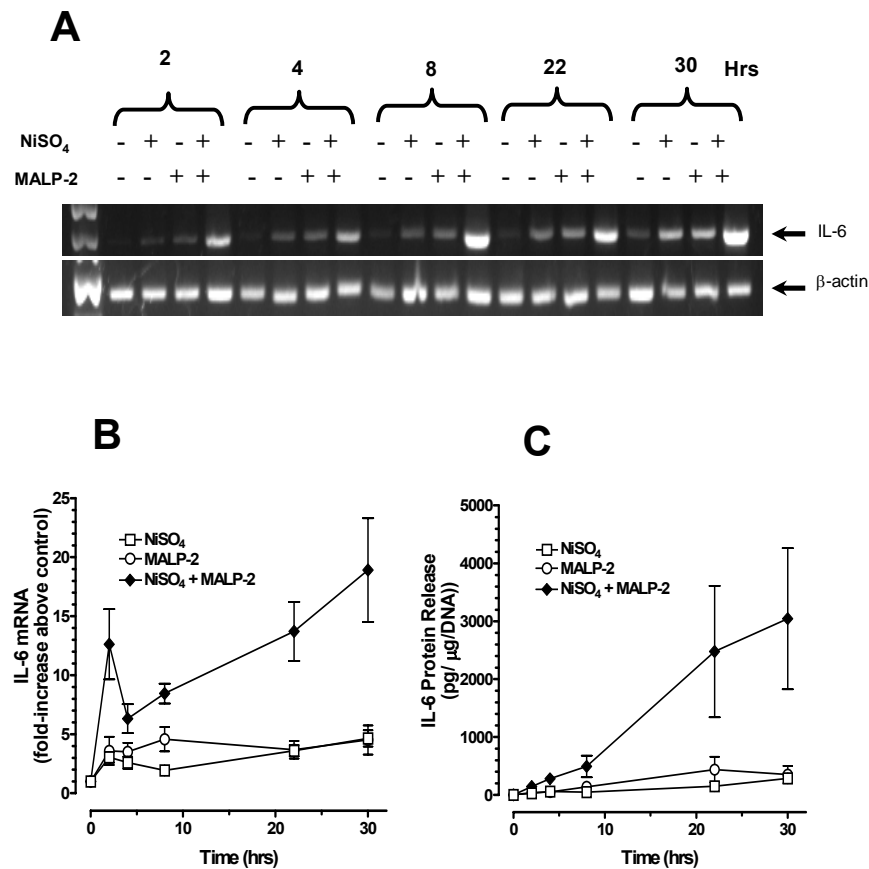 A
2 4 8 22 30 Hrs
NiSO₄ - + - + - + - + - + - + - + - + - + - +
MALP-2 - - + + - - + + - - + + - - + + - - + +
IL-6
β-actin
B
IL-6 mRNA
(fold-increase above control)
25
20
15
10
5
0
NiSO₄
MALP-2
NiSO₄ + MALP-2
0 10 20 30
Time (hrs)
C
IL-6 Protein Release
(pg/ μg/DNA))
5000
4000
3000
2000
1000
0
NiSO₄
MALP-2
NiSO₄ + MALP-2
0 10 20 30
Time (hrs)